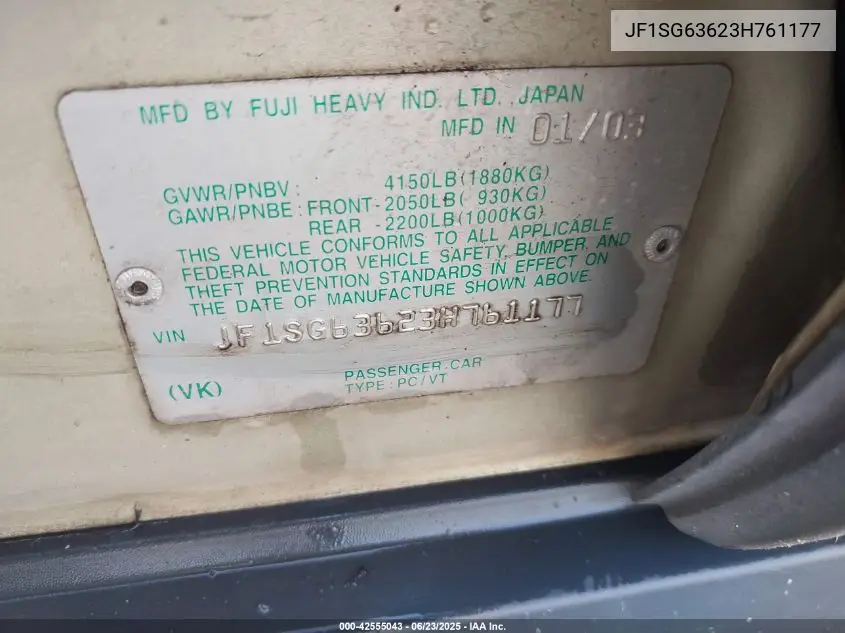 JF1SG63623H761177
MFD BY FUJI HEAVY IND. LTD. JAPAN
MFD IN 01/03
GVWR/PNBV: 4150LB(1880KG)
GAWR/PNBE: FRONT-2050LB( 930KG)
REAR -2200LB(1000KG)
THIS VEHICLE CONFORMS TO ALL APPLICABLE
FEDERAL MOTOR VEHICLE SAFETY, BUMPER, AND
THEFT PREVENTION STANDARDS IN EFFECT ON
THE DATE OF MANUFACTURE SHOWN ABOVE.
VIN JF1SG63623H761177
PASSENGER CAR
(VK) TYPE: PC/VT
000-42555043 - 06/23/2025 - IAA Inc.